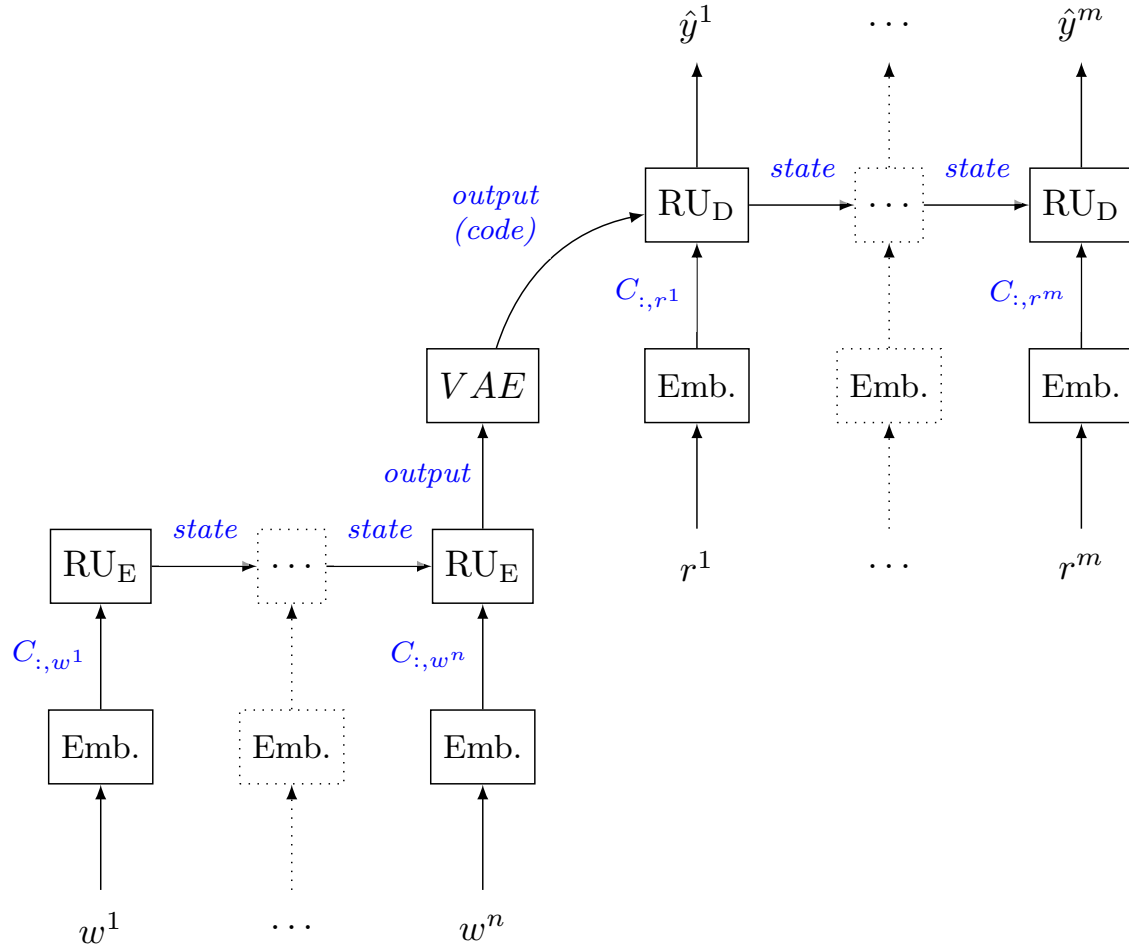 ŷ¹ ⋯ ŷᵐ
output
(code)
RU_D state ⋯ state RU_D
C_{:,r¹} C_{:,rᵐ}
VAE Emb. Emb. Emb.
output
RU_E state ⋯ state RU_E
r¹ ⋯ rᵐ
C_{:,w¹} C_{:,wⁿ}
Emb. Emb. Emb.
w¹ ⋯ wⁿ